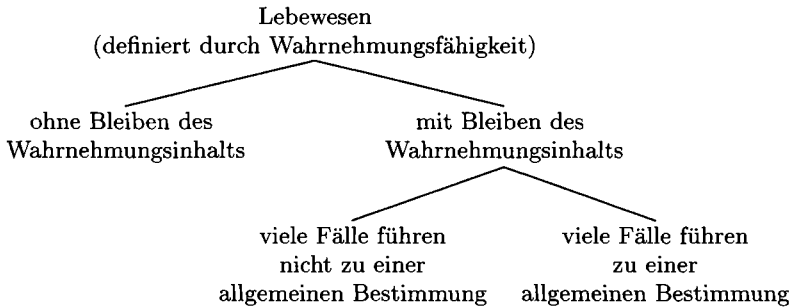 Lebewesen
(definiert durch Wahrnehmungsfähigkeit)
ohne Bleiben des
Wahrnehmungsinhalts
mit Bleiben des
Wahrnehmungsinhalts
viele Fälle führen
nicht zu einer
allgemeinen Bestimmung
viele Fälle führen
zu einer
allgemeinen Bestimmung